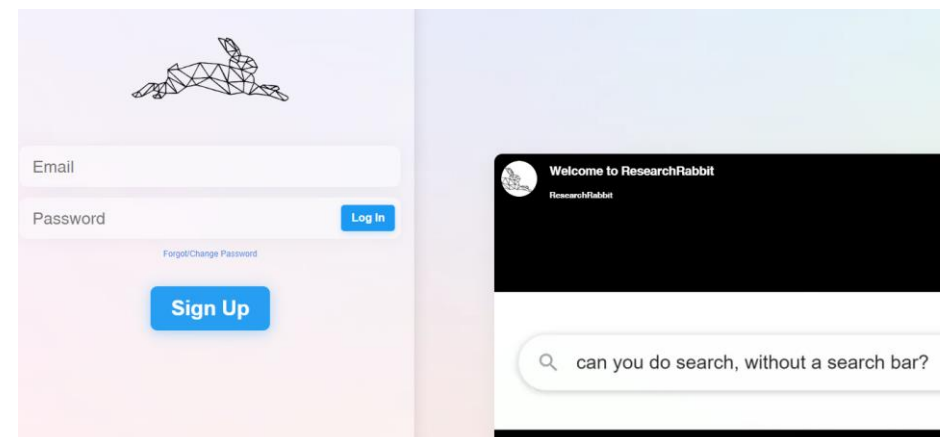 Email
Password
Log In
Forgot/Change Password
Sign Up
Welcome to ResearchRabbit
ResearchRabbit
can you do search, without a search bar?